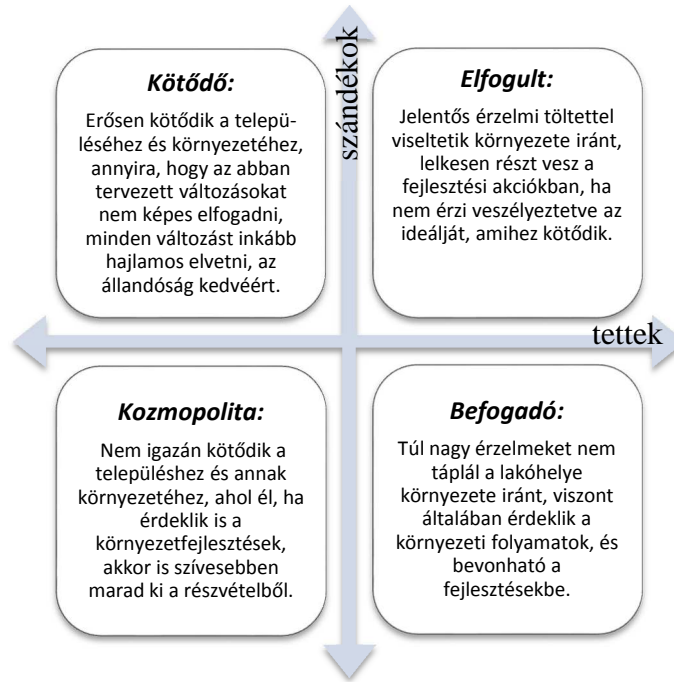 szándékok
Kötődő:
Erősen kötődik a telepü-
léséhez és környezetéhez,
annyira, hogy az abban
tervezett változásokat
nem képes elfogadni,
minden változást inkább
hajlamos elvetni, az
állandóság kedvéért.
Elfogult:
Jelentős érzelmi töltettel
viseltetik környezete iránt,
lelkesen részt vesz a
fejlesztési akciókban, ha
nem érzi veszélyeztetve az
ideálját, amihez kötődik.
tettek
Kozmopolita:
Nem igazán kötődik a
településhez és annak
környezetéhez, ahol él, ha
érdeklik is a
környezetfejlesztések,
akkor is szívesebben
marad ki a részvételből.
Befogadó:
Túl nagy érzelmeket nem
táplál a lakóhelye
környezete iránt, viszont
általában érdeklik a
környezeti folyamatok, és
bevonható a
fejlesztésekbe.